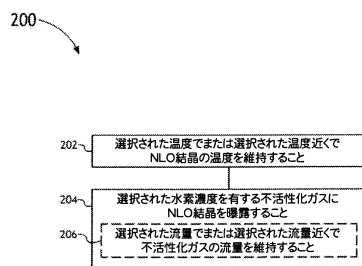 200
202
選択された温度でまたは選択された温度近くで
NLO結晶の温度を維持すること
204
選択された水素濃度を有する不活性化ガスに
NLO結晶を曝露すること
206
選択された流量でまたは選択された流量近くで
不活性化ガスの流量を維持すること